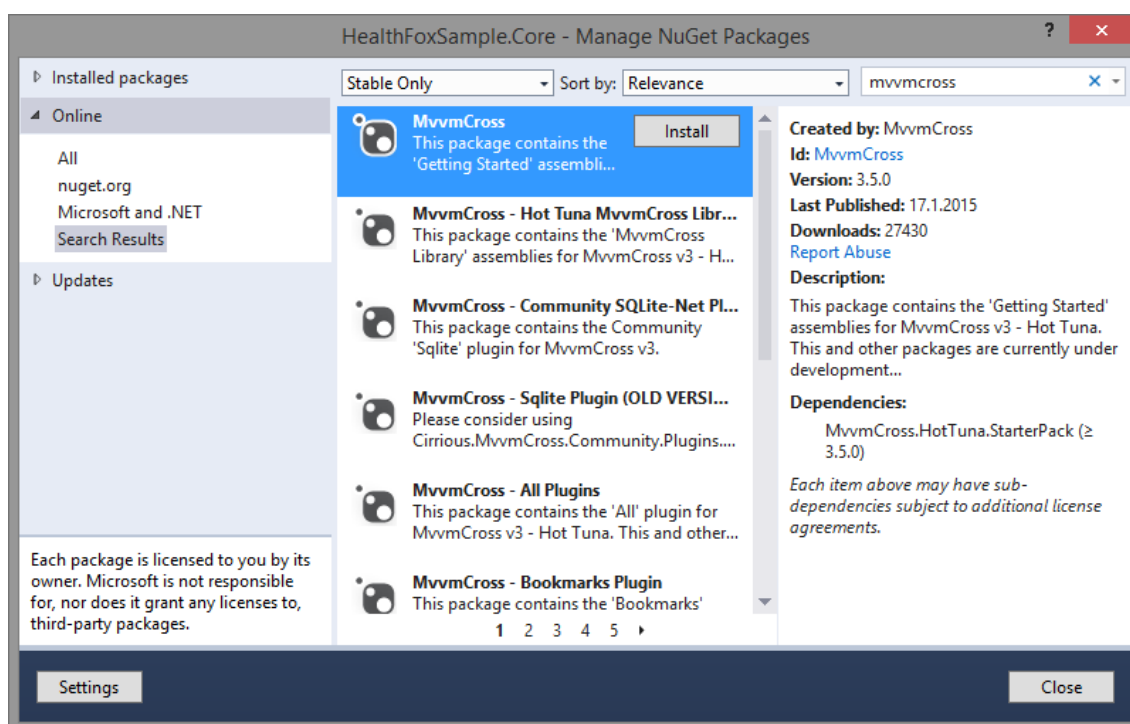 HealthFoxSample.Core - Manage NuGet Packages
?
×
Installed packages
Online
All
nuget.org
Microsoft and .NET
Search Results
Updates
Each package is licensed to you by its
owner. Microsoft is not responsible
for, nor does it grant any licenses to,
third-party packages.
Stable Only
Sort by: Relevance
mvvmcross
MvvmCross
This package contains the
'Getting Started' assembli...
Install
MvvmCross - Hot Tuna MvvmCross Libr...
This package contains the 'MvvmCross
Library' assemblies for MvvmCross v3 - H...
MvvmCross - Community SQLite-Net Pl...
This package contains the Community
'Sqlite' plugin for MvvmCross v3.
MvvmCross - Sqlite Plugin (OLD VERSI...
Please consider using
Cirrious.MvvmCross.Community.Plugins....
MvvmCross - All Plugins
This package contains the 'All' plugin for
MvvmCross v3 - Hot Tuna. This and other...
MvvmCross - Bookmarks Plugin
This package contains the 'Bookmarks'
1 2 3 4 5
Created by: MvvmCross
Id: MvvmCross
Version: 3.5.0
Last Published: 17.1.2015
Downloads: 27430
Report Abuse
Description:
This package contains the 'Getting Started'
assemblies for MvvmCross v3 - Hot Tuna.
This and other packages are currently under
development...
Dependencies:
MvvmCross.HotTuna.StarterPack (≥
3.5.0)
Each item above may have sub-
dependencies subject to additional license
agreements.
Settings
Close